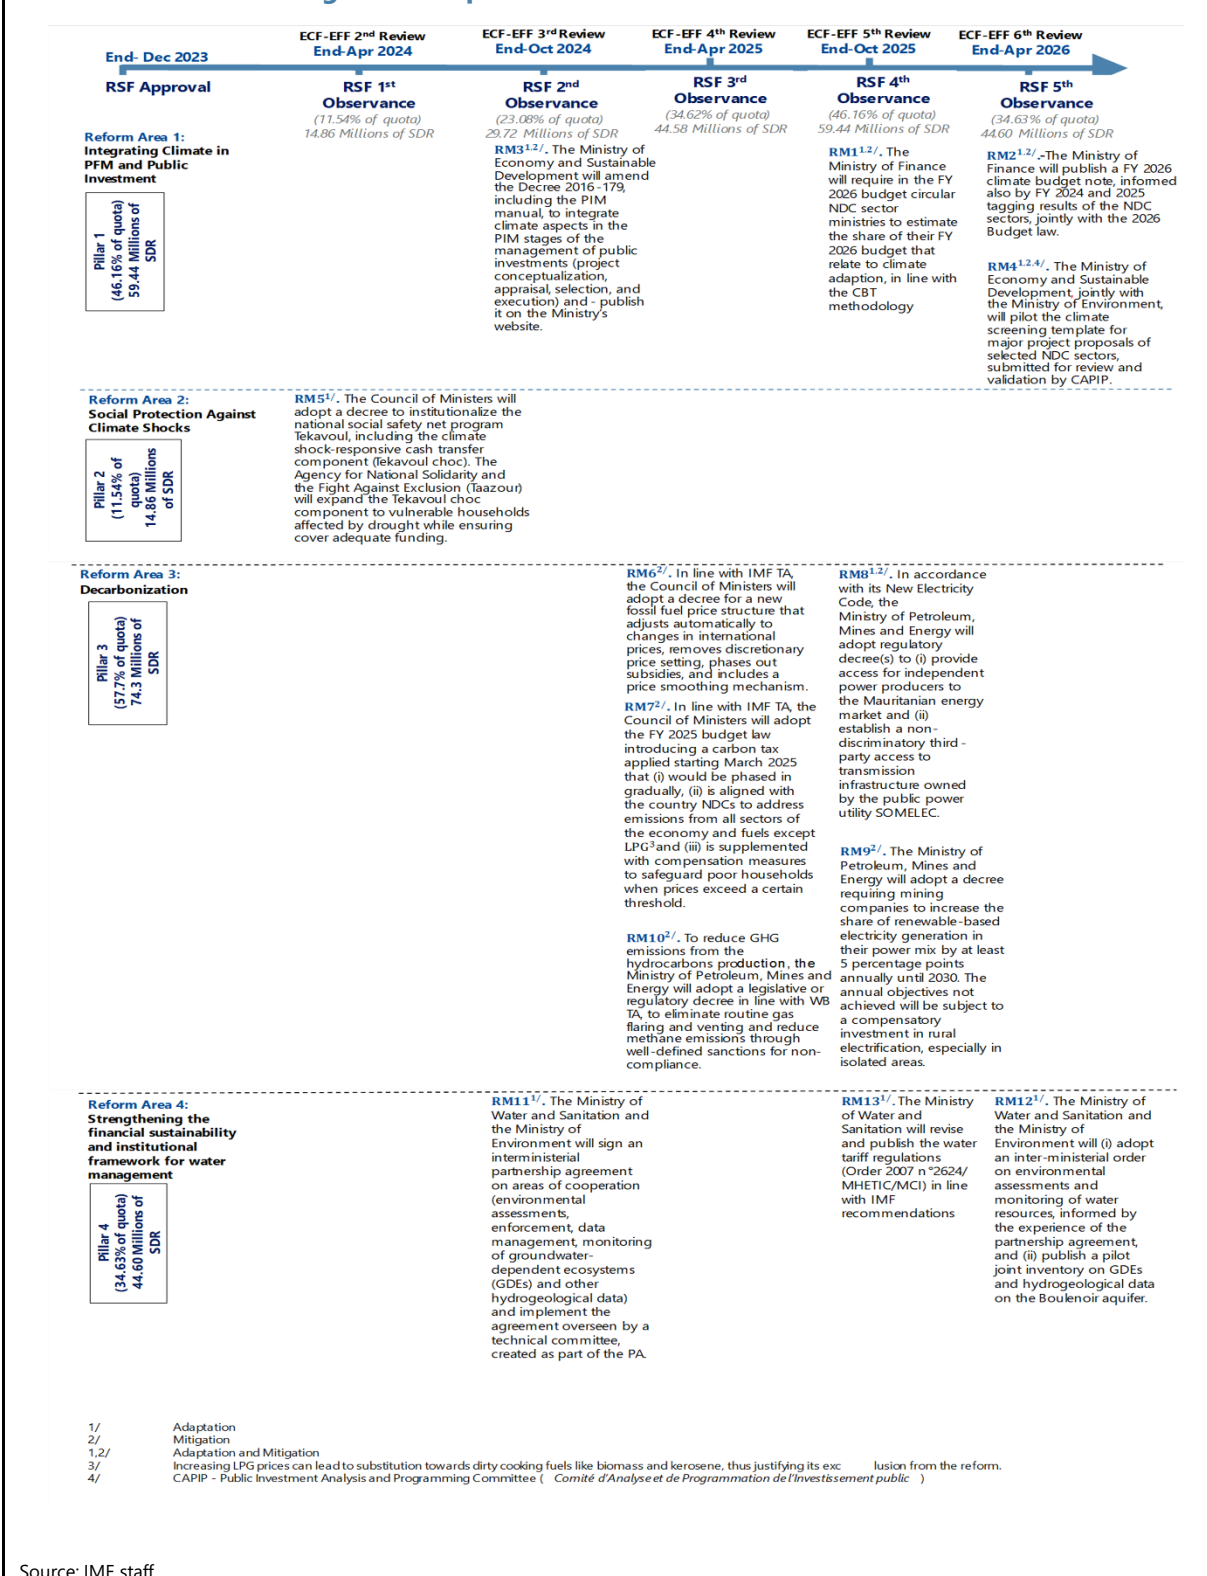 End- Dec 2023
RSF Approval
ECF-EFF 2nd Review
End-Apr 2024
RSF 1st
Observance
(11.54% of quota)
14.86 Millions of SDR
ECF-EFF 3rd Review
End-Oct 2024
RSF 2nd
Observance
(23.08% of quota)
29.72 Millions of SDR
ECF-EFF 4th Review
End-Apr 2025
RSF 3rd
Observance
(34.62% of quota)
44.58 Millions of SDR
ECF-EFF 5th Review
End-Oct 2025
RSF 4th
Observance
(46.16% of quota)
59.44 Millions of SDR
ECF-EFF 6th Review
End-Apr 2026
RSF 5th
Observance
(34.63% of quota)
44.60 Millions of SDR
Reform Area 1:
Integrating Climate in
PFM and Public
Investment
Pillar 1
(46.16% of quota)
59.44 Millions of
SDR
RM31.2/. The Ministry of
Economy and Sustainable
Development will amend
the Decree 2016-179,
including the PIM
manual, to integrate
climate aspects in the
PIM stages of the
management of public
investments (project
conceptualization,
appraisal, selection, and
execution) and - publish
it on the Ministry's
website.
RM11.2/. The
Ministry of Finance
will require in the FY
2026 budget circular
NDC sector
ministries to estimate
the share of their FY
2026 budget that
relate to climate
adaption, in line with
the CBT
methodology
RM21.2/.-The Ministry of
Finance will publish a FY 2026
climate budget note, informed
also by FY 2024 and 2025
tagging results of the NDC
sectors, jointly with the 2026
Budget law.
RM41.2.4/. The Ministry of
Economy and Sustainable
Development, jointly with
the Ministry of Environment,
will pilot the climate
screening template for
major project proposals of
selected NDC sectors,
submitted for review and
validation by CAPIP.
Reform Area 2:
Social Protection Against
Climate Shocks
Pillar 2
(11.54% of
quota)
14.86 Millions
of SDR
RM51/. The Council of Ministers will
adopt a decree to institutionalize the
national social safety net program
Tekavoul, including the climate
shock-responsive cash transfer
component (Tekavoul choc). The
Agency for National Solidarity and
the Fight Against Exclusion (Taazour)
will expand the Tekavoul choc
component to vulnerable households
affected by drought while ensuring
cover adequate funding.
Reform Area 3:
Decarbonization
Pillar 3
(57.7% of quota)
74.3 Millions of
SDR
RM62/. In line with IMF TA,
the Council of Ministers will
adopt a decree for a new
fossil fuel price structure that
adjusts automatically to
changes in international
prices, removes discretionary
price setting, phases out
subsidies, and includes a
price smoothing mechanism.
RM72/. In line with IMF TA, the
Council of Ministers will adopt
the FY 2025 budget law
introducing a carbon tax
applied starting March 2025
that (i) would be phased in
gradually, (ii) is aligned with
the country NDCs to address
emissions from all sectors of
the economy and fuels except
LPG3 and (iii) is supplemented
with compensation measures
to safeguard poor households
when prices exceed a certain
threshold.
RM102/. To reduce GHG
emissions from the
hydrocarbons production, the
Ministry of Petroleum, Mines and
Energy will adopt a legislative or
regulatory decree in line with WB
TA, to eliminate routine gas
flaring and venting and reduce
methane emissions through
well-defined sanctions for non-
compliance.
RM81.2/. In accordance
with its New Electricity
Code, the
Ministry of Petroleum,
Mines and Energy will
adopt regulatory
decree(s) to (i) provide
access for independent
power producers to
the Mauritanian energy
market and (ii)
establish a non-
discriminatory third -
party access to
transmission
infrastructure owned
by the public power
utility SOMELEC.
RM92/. The Ministry of
Petroleum, Mines and
Energy will adopt a decree
requiring mining
companies to increase the
share of renewable-based
electricity generation in
their power mix by at least
5 percentage points
annually until 2030. The
annual objectives not
achieved will be subject to
a compensatory
investment in rural
electrification, especially in
isolated areas.
Reform Area 4:
Strengthening the
financial sustainability
and institutional
framework for water
management
Pillar 4
(34.63% of quota)
44.60 Millions of
SDR
RM111/. The Ministry of
Water and Sanitation and
the Ministry of
Environment will sign an
interministerial
partnership agreement
on areas of cooperation
(environmental
assessments,
enforcement, data
management, monitoring
of groundwater-
dependent ecosystems
(GDEs) and other
hydrogeological data)
and implement the
agreement overseen by a
technical committee,
created as part of the PA.
RM131/. The Ministry
of Water and
Sanitation will revise
and publish the water
tariff regulations
(Order 2007 n°2624/
MHETIC/MCI) in line
with IMF
recommendations
RM121/. The Ministry of
Water and Sanitation and
the Ministry of
Environment will (i) adopt
an inter-ministerial order
on environmental
assessments and
monitoring of water
resources, informed by
the experience of the
partnership agreement,
and (ii) publish a pilot
joint inventory on GDEs
and hydrogeological data
on the Boulenoir aquifer.
1/ Adaptation
2/ Mitigation
1,2/ Adaptation and Mitigation
3/ Increasing LPG prices can lead to substitution towards dirty cooking fuels like biomass and kerosene, thus justifying its exc lusion from the reform.
4/ CAPIP - Public Investment Analysis and Programming Committee ( Comité d'Analyse et de Programmation de l'Investissement public )
Source: IMF staff